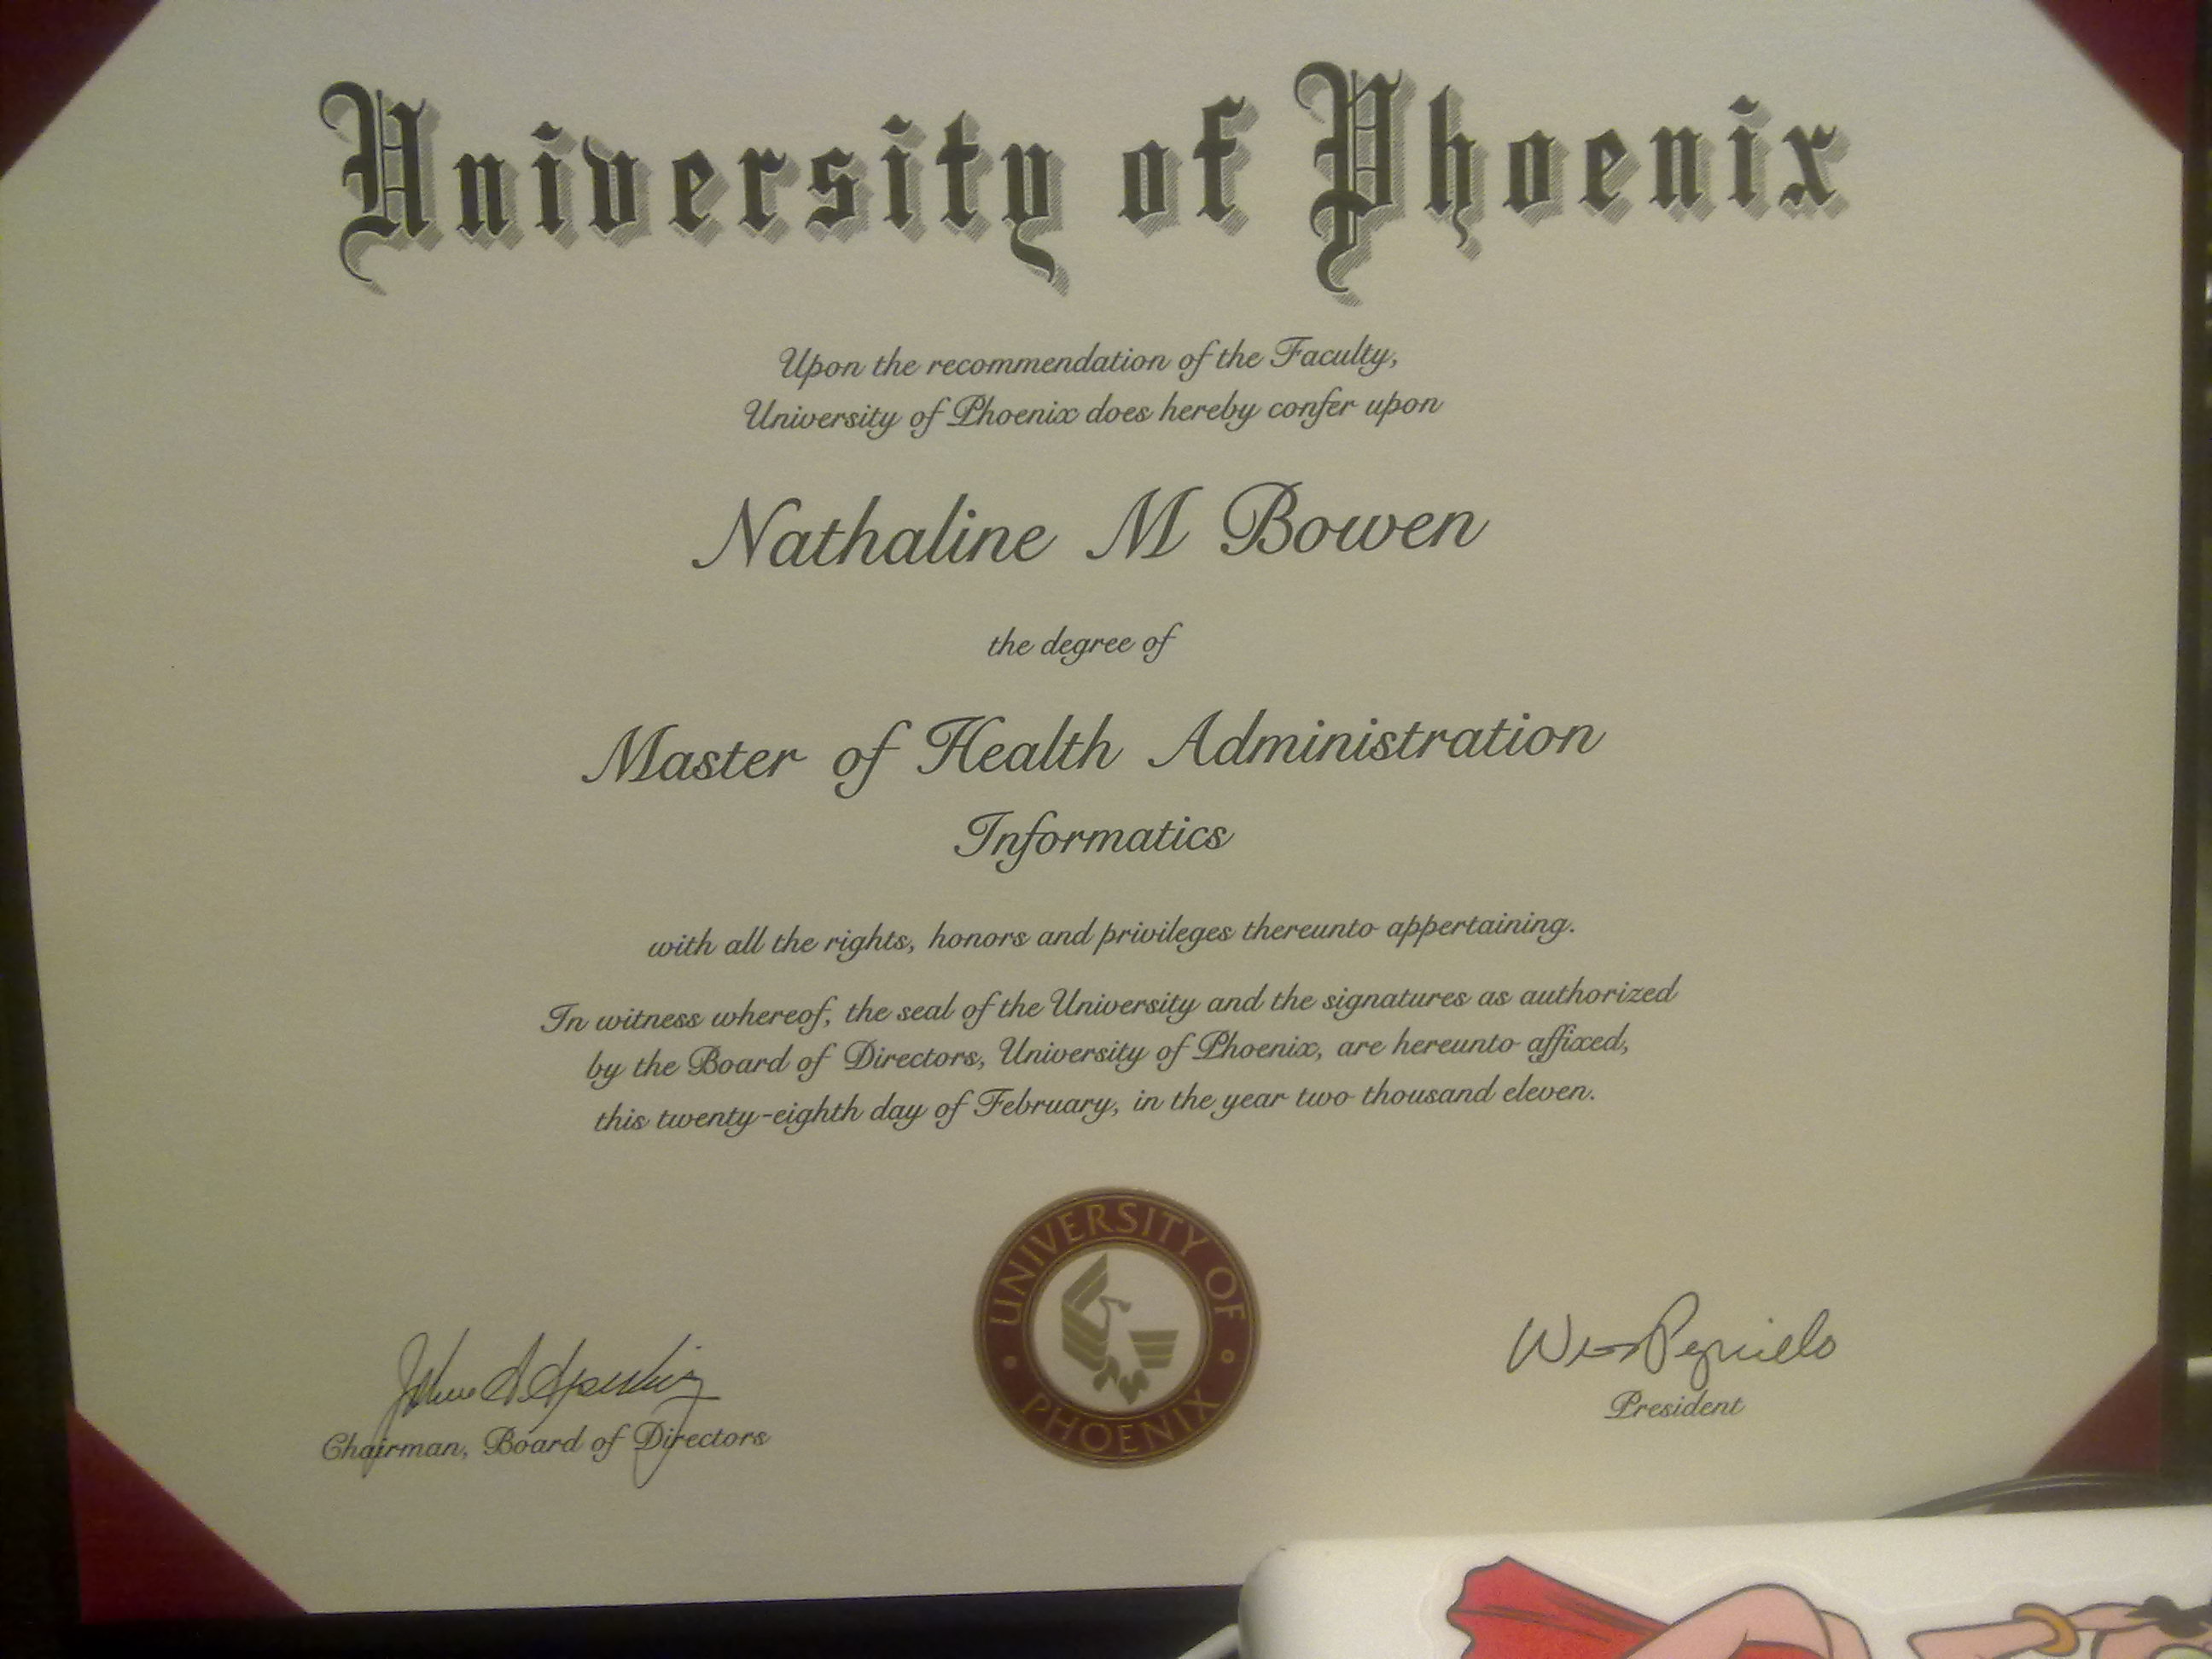 University of Phoenix
Upon the recommendation of the Faculty,
University of Phoenix does hereby confer upon
Nathaline M Bowen
the degree of
Master of Health Administration
Informatics
with all the rights, honors and privileges thereunto appertaining.
In witness whereof, the seal of the University and the signatures as authorized
by the Board of Directors, University of Phoenix, are hereunto affixed,
this twenty-eighth day of February, in the year two thousand eleven.
UNIVERSITY OF
PHOENIX
Chairman, Board of Directors
President